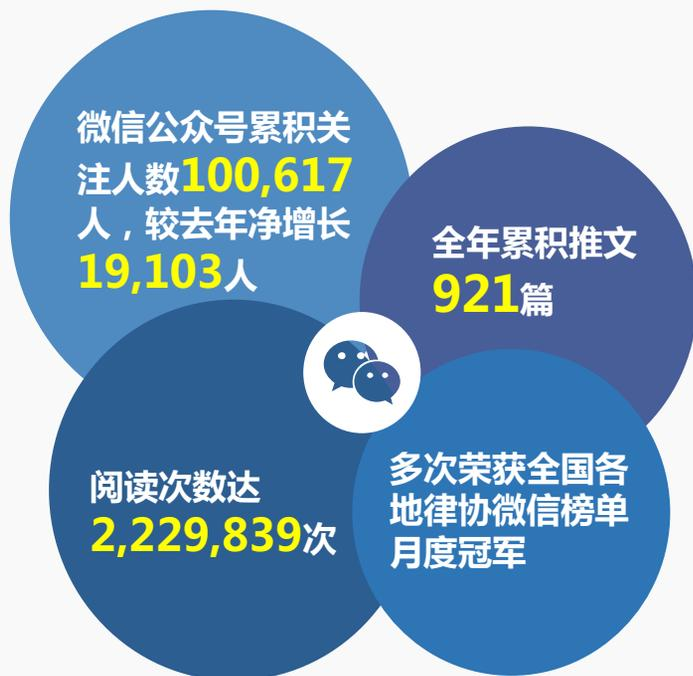 微信公众号累积关
注人数100,617
人，较去年净增长
19,103人
全年累积推文
921篇
阅读次数达
2,229,839次
多次荣获全国各
地律协微信榜单
月度冠军